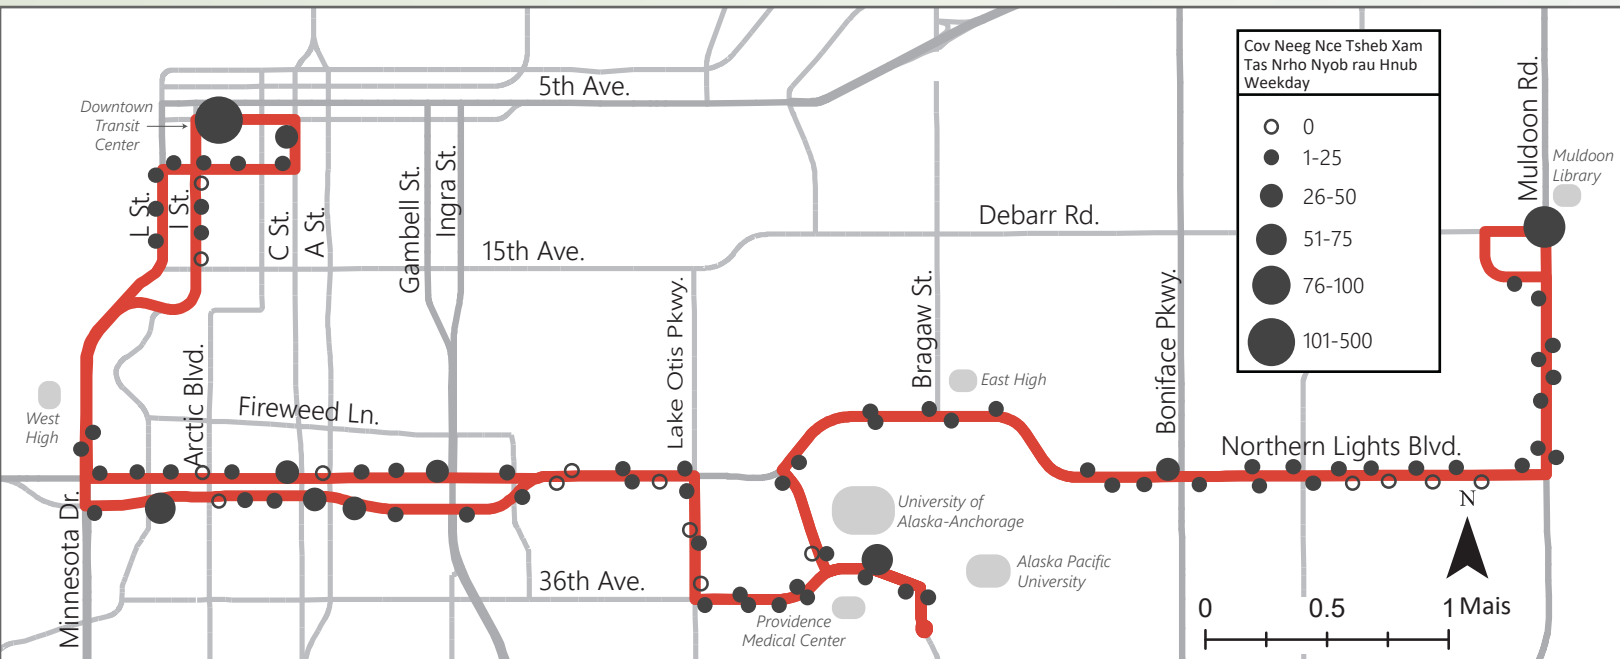 Cov Neeg Nce Tsheb Xam
Tas Nrho Nyob rau Hnub
Weekday
0
1-25
26-50
51-75
76-100
101-500
5th Ave.
Downtown
Transit
Center
Muldoon Rd.
Muldoon
Library
L St.
I St.
C St.
A St.
Gambell St.
Ingra St.
Debarr Rd.
15th Ave.
Lake Otis Pkwy.
Bragaw St.
Boniface Pkwy.
East High
West
High
Arctic Blvd.
Fireweed Ln.
Northern Lights Blvd.
N
University of
Alaska-Anchorage
Alaska Pacific
University
Minnesota Dr.
36th Ave.
Providence
Medical Center
0
0.5
1 Mais